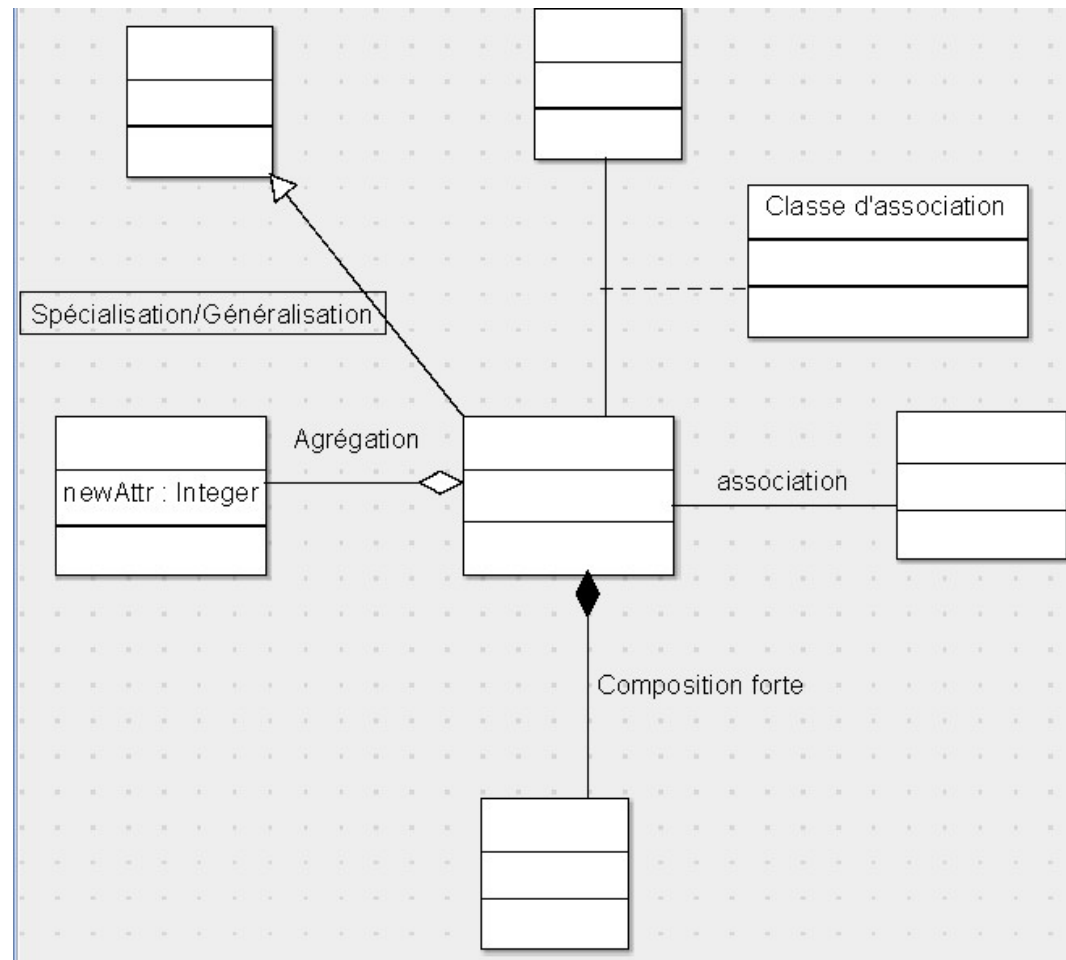 Classe d'association
Spécialisation/Généralisation
Agrégation
newAttr : Integer
association
Composition forte